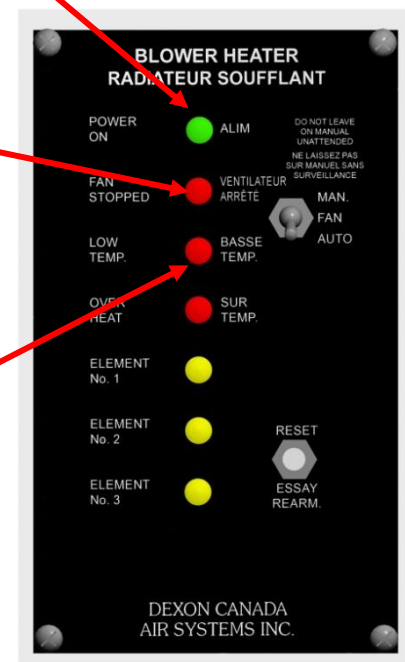 BLOWER HEATER
RADIATEUR SOUFFLANT
POWER
ON
ALIM
DO NOT LEAVE
ON MANUAL
UNATTENDED
NE LAISSEZ PAS
SUR MANUEL SANS
SURVEILLANCE
FAN
STOPPED
VENTILATEUR
ARRÊTÉ
MAN.
FAN
AUTO
LOW
TEMP.
BASSE
TEMP.
OVER
HEAT
SUR
TEMP.
ELEMENT
No. 1
ELEMENT
No. 2
RESET
ELEMENT
No. 3
ESSAY
REARM.
DEXON CANADA
AIR SYSTEMS INC.